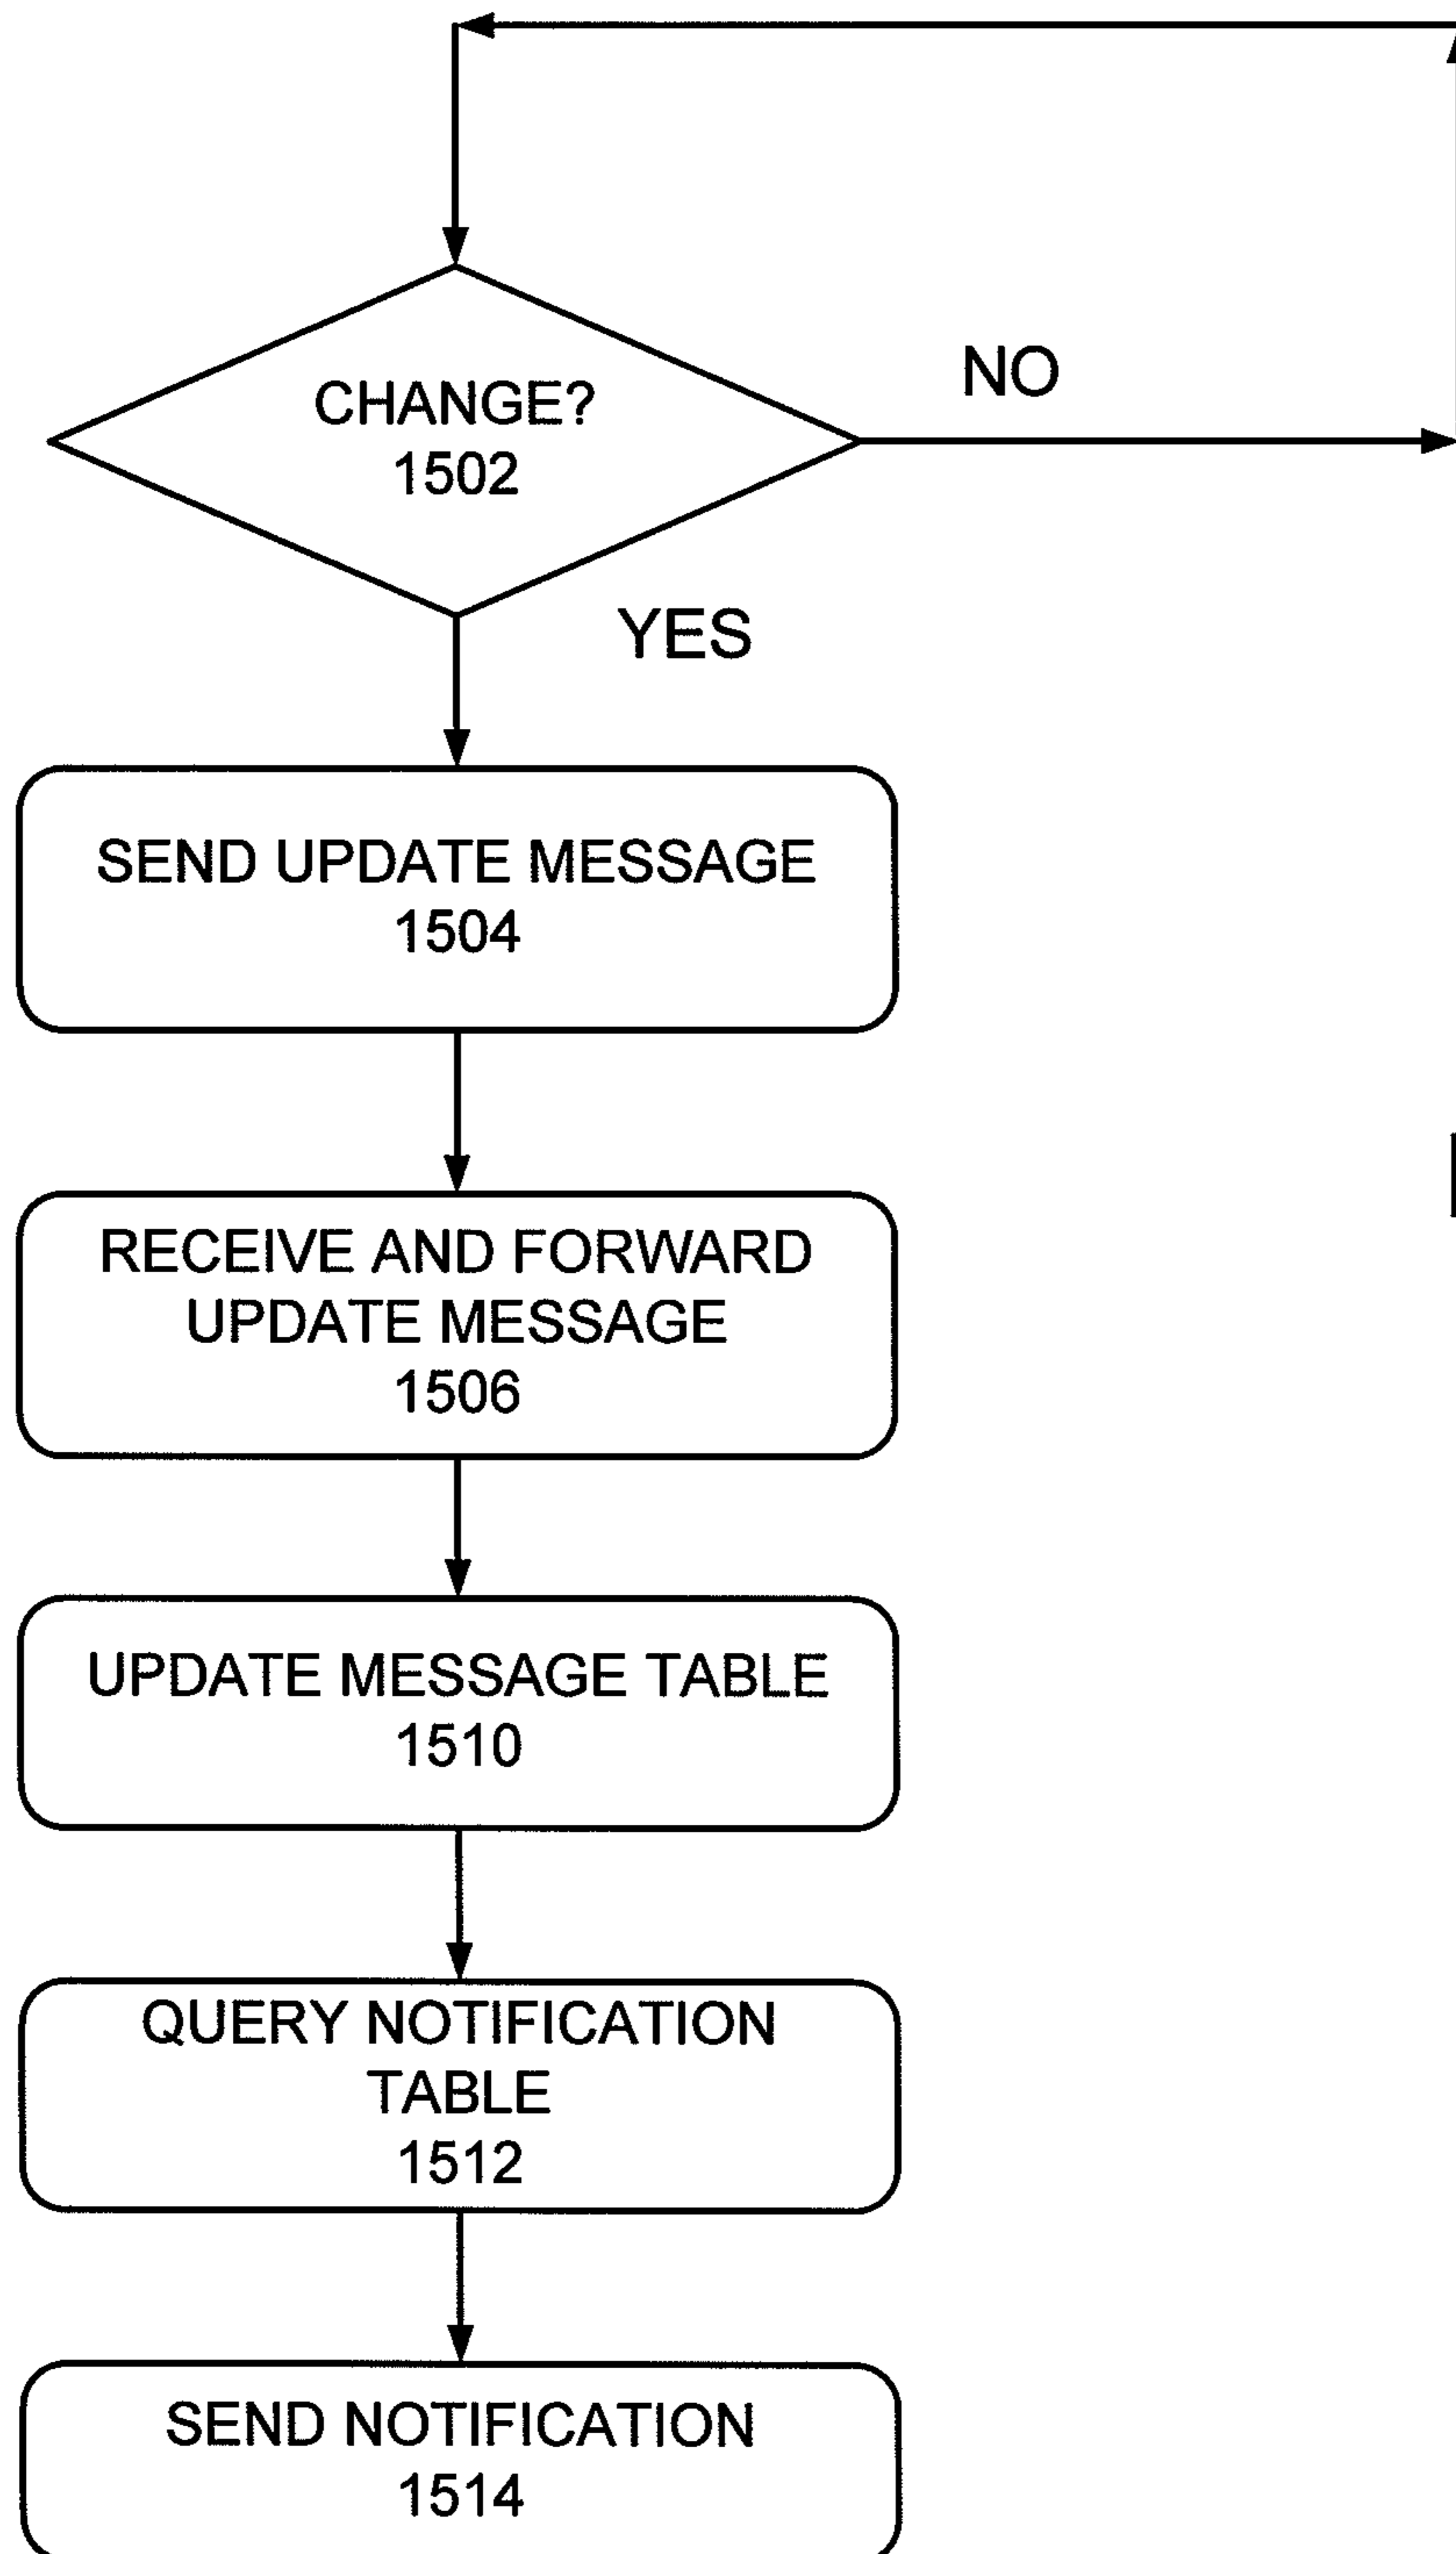 CHANGE?
1502
NO
YES
SEND UPDATE MESSAGE
1504
RECEIVE AND FORWARD
UPDATE MESSAGE
1506
UPDATE MESSAGE TABLE
1510
QUERY NOTIFICATION
TABLE
1512
SEND NOTIFICATION
1514